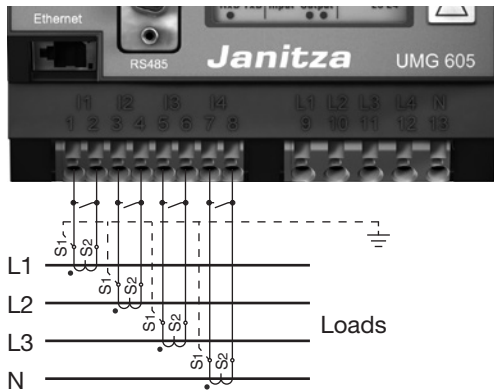 Ethernet
RS485
Janitza
UMG 605
I1 I2 I3 I4 L1 L2 L3 L4 N
1 2 3 4 5 6 7 8 9 10 11 12 13
S1 S2
L1
S1 S2
L2
S1 S2
L3
S1 S2
N
Loads